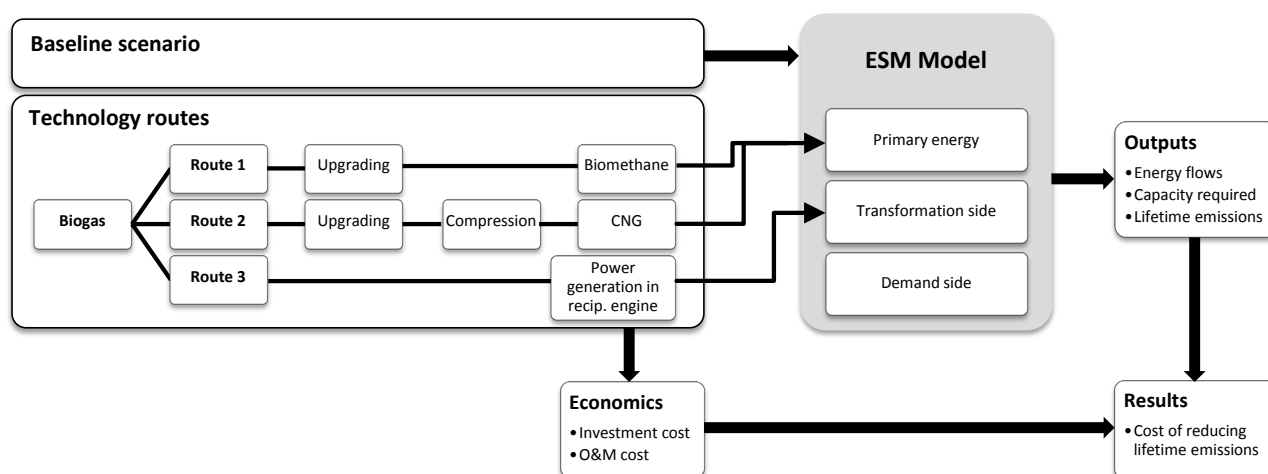 Baseline scenario
ESM Model
Technology routes
Primary energy
Outputs
• Energy flows
• Capacity required
• Lifetime emissions
Route 1
Upgrading
Biomethane
Biogas
Route 2
Upgrading
Compression
CNG
Transformation side
Route 3
Power
generation in
recip. engine
Demand side
Economics
• Investment cost
• O&M cost
Results
• Cost of reducing
lifetime emissions